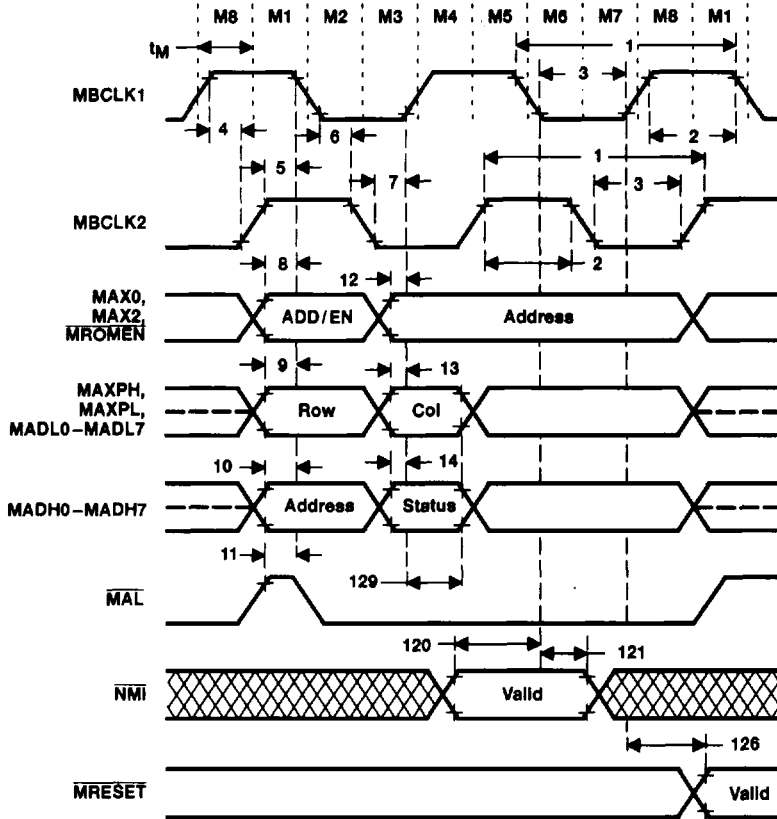 M8 M1 M2 M3 M4 M5 M6 M7 M8 M1
tM
1
3
MBCLK1
4
6
2
5
7
1
3
MBCLK2
8
2
12
MAX0,
MAX2,
MROMEN
ADD/EN
Address
9
13
MAXPH,
MAXPL,
MADL0–MADL7
Row
Col
10
14
MADH0–MADH7
Address
Status
11
129
MAL
120
121
NMI
Valid
126
MRESET
Valid